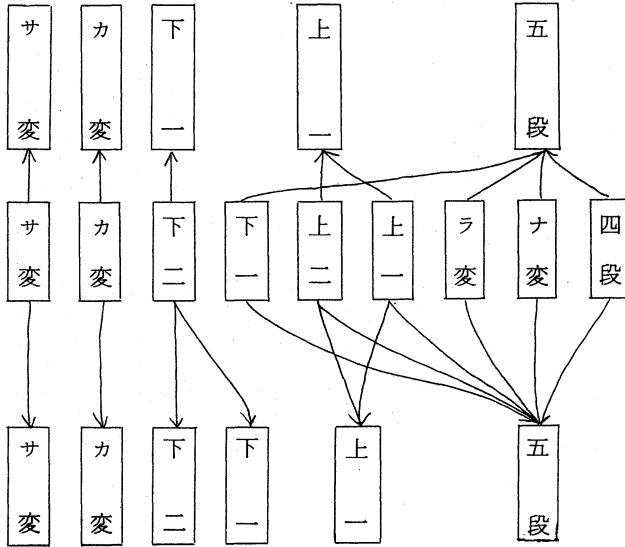 五段
上一
下一
カ変
サ変
四段
ナ変
ラ変
上一
上二
下一
下二
カ変
サ変
五段
上一
下一
下二
カ変
サ変